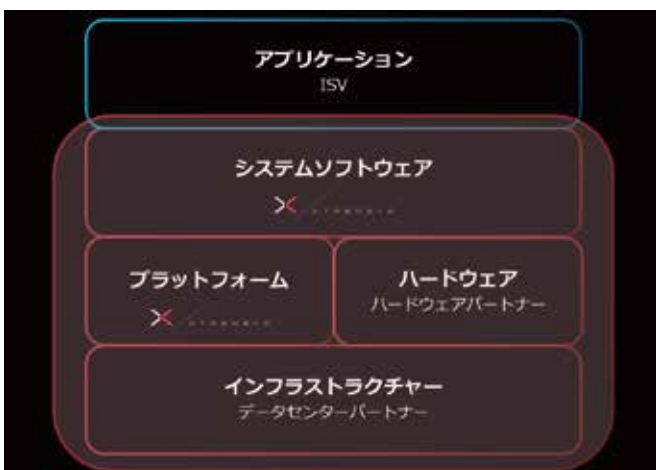 アプリケーション
ISV
システムソフトウェア
プラットフォーム
ハードウェア
ハードウェアパートナー
インフラストラクチャー
データセンターパートナー